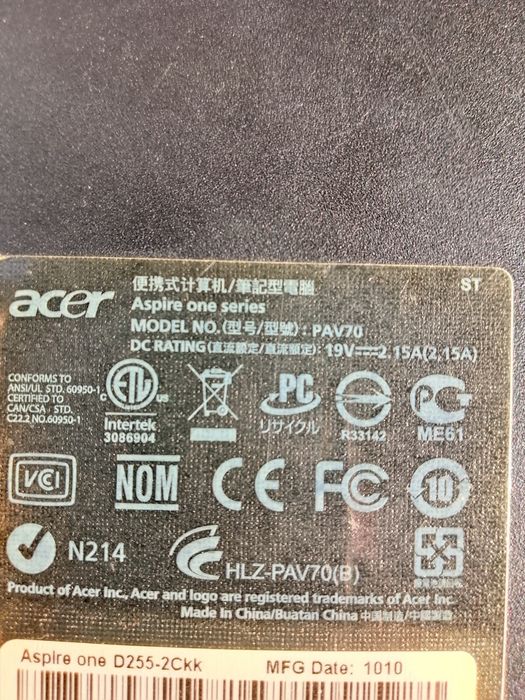 acer
便携式计算机/筆記型電腦
ST
Aspire one series
MODEL NO.(型号/型號): PAV70
DC RATING(直流額定/直流额定): 19V⎓2.15A(2.15A)
CONFORMS TO
ANSI/UL STD. 60950-1
CERTIFIED TO
CAN/CSA STD.
C22.2 NO.60950-1
C ETL US
Intertek
3086904
PC
リサイクル
R33142
PG
ME61
VCI
NOM
CE
FC
10
N214
HLZ-PAV70(B)
Product of Acer Inc., Acer and logo are registered trademarks of Acer Inc.
Made in China/Buatan China 中国制造/中國製造
Aspire one D255-2Ckk
MFG Date: 1010